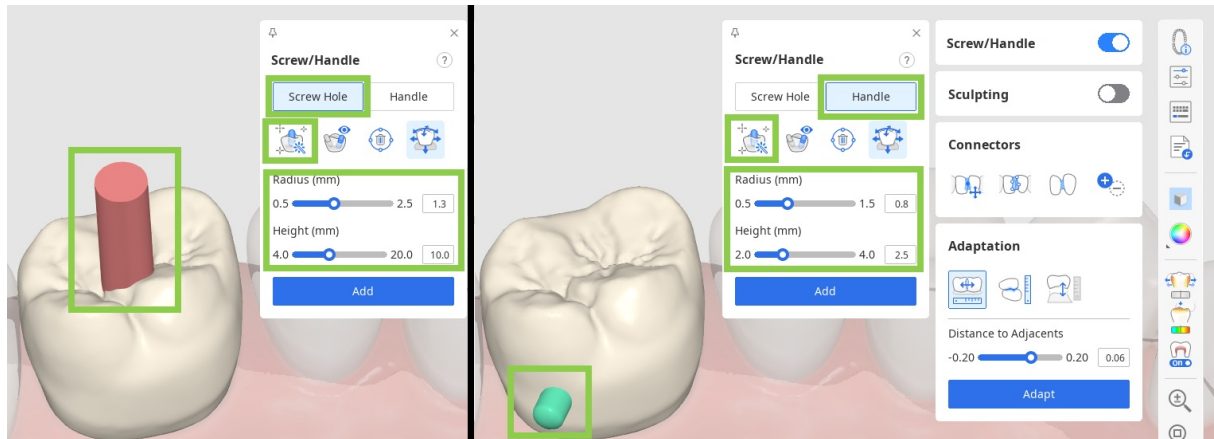 Screw/Handle
?
Screw Hole
Handle
Radius (mm)
0.5
2.5
1.3
Height (mm)
4.0
20.0
10.0
Add
Screw/Handle
?
Screw Hole
Handle
Radius (mm)
0.5
1.5
0.8
Height (mm)
2.0
4.0
2.5
Add
Screw/Handle
Sculpting
Connectors
Adaptation
Distance to Adjacents
-0.20
0.20
0.06
Adapt
ON